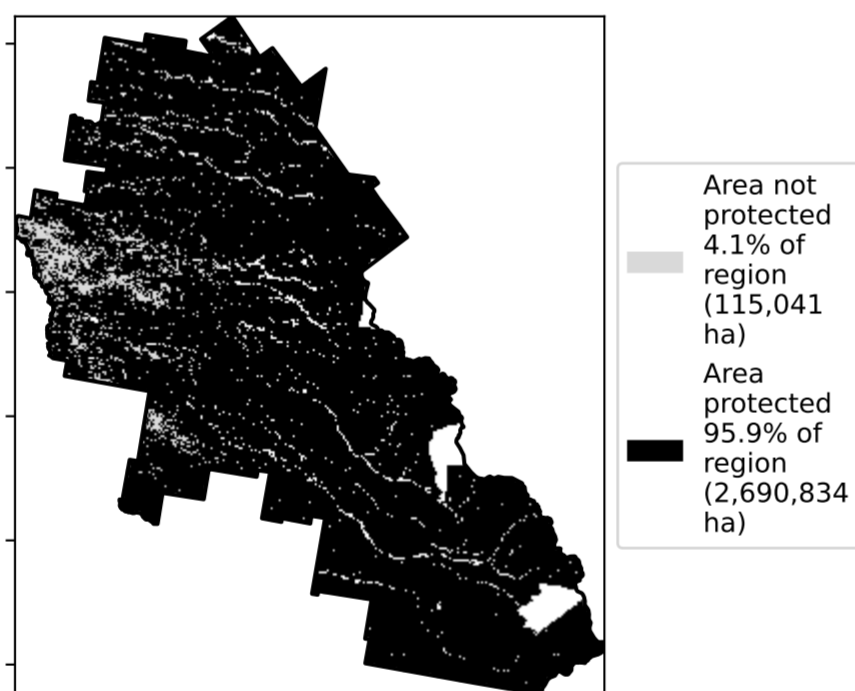 Area not
protected
4.1% of
region
(115,041
ha)
Area
protected
95.9% of
region
(2,690,834
ha)